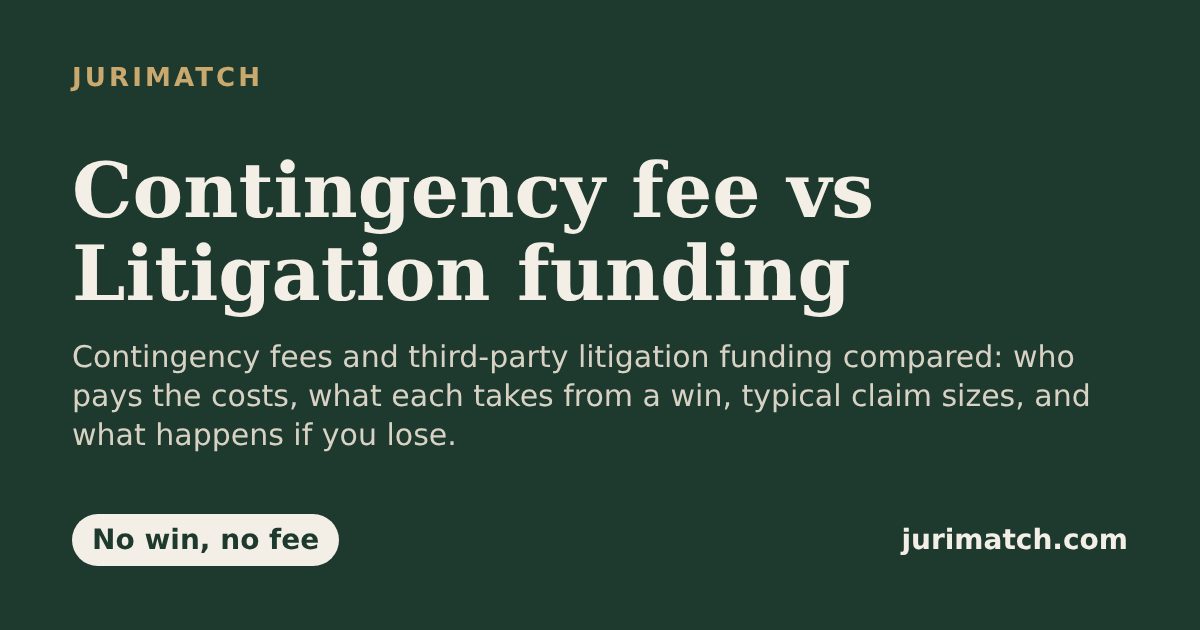 JURIMATCH
Contingency fee vs
Litigation funding
Contingency fees and third-party litigation funding compared: who
pays the costs, what each takes from a win, typical claim sizes, and
what happens if you lose.
No win, no fee
jurimatch.com